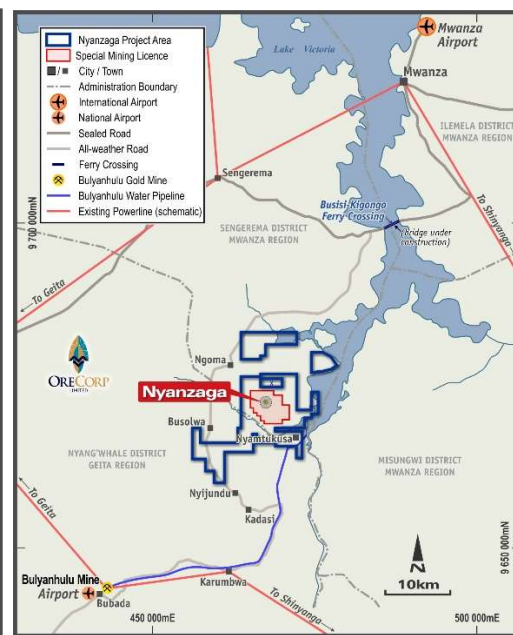 Nyanzaga Project Area
Special Mining Licence
City / Town
Administration Boundary
International Airport
National Airport
Sealed Road
All-weather Road
Ferry Crossing
Bulyanhulu Gold Mine
Bulyanhulu Water Pipeline
Existing Powerline (schematic)
Lake Victoria
Mwanza
Airport
Mwanza
ILEMELA DISTRICT
MWANZA REGION
Sengerema
To Shinyanga
Busisi-Kigongo
Ferry Crossing
(Bridge under
construction)
9 700 000mN
SENGEREMA DISTRICT
MWANZA REGION
To Geita
ORECORP
LIMITED
Ngoma
Nyanzaga
Busolwa
Nyamtukusa
NYANG'WHALE DISTRICT
GEITA REGION
MISUNGWI DISTRICT
MWANZA REGION
Nyijundu
Kadasi
To Geita
N
10km
9 650 000mN
Bulyanhulu Mine
Airport
Bubada
Karumbwa
To Shinyanga
450 000mE
500 000mE